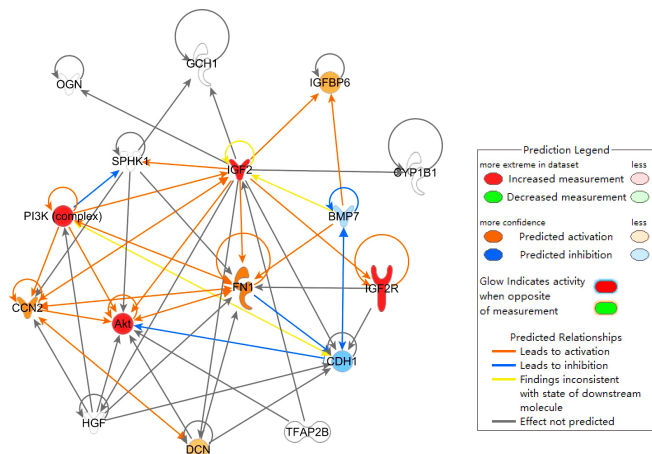 GCH1
OGN
IGFBP6
SPHK1
IGF2
CYP1B1
PI3K (complex)
BMP7
FN1
IGF2R
CCN2
Akt
CDH1
HGF
TFAP2B
DCN
Prediction Legend
more extreme in dataset less
Increased measurement
Decreased measurement
more confidence less
Predicted activation
Predicted inhibition
Glow Indicates activity
when opposite
of measurement
Predicted Relationships
Leads to activation
Leads to inhibition
Findings inconsistent
with state of downstream
molecule
Effect not predicted